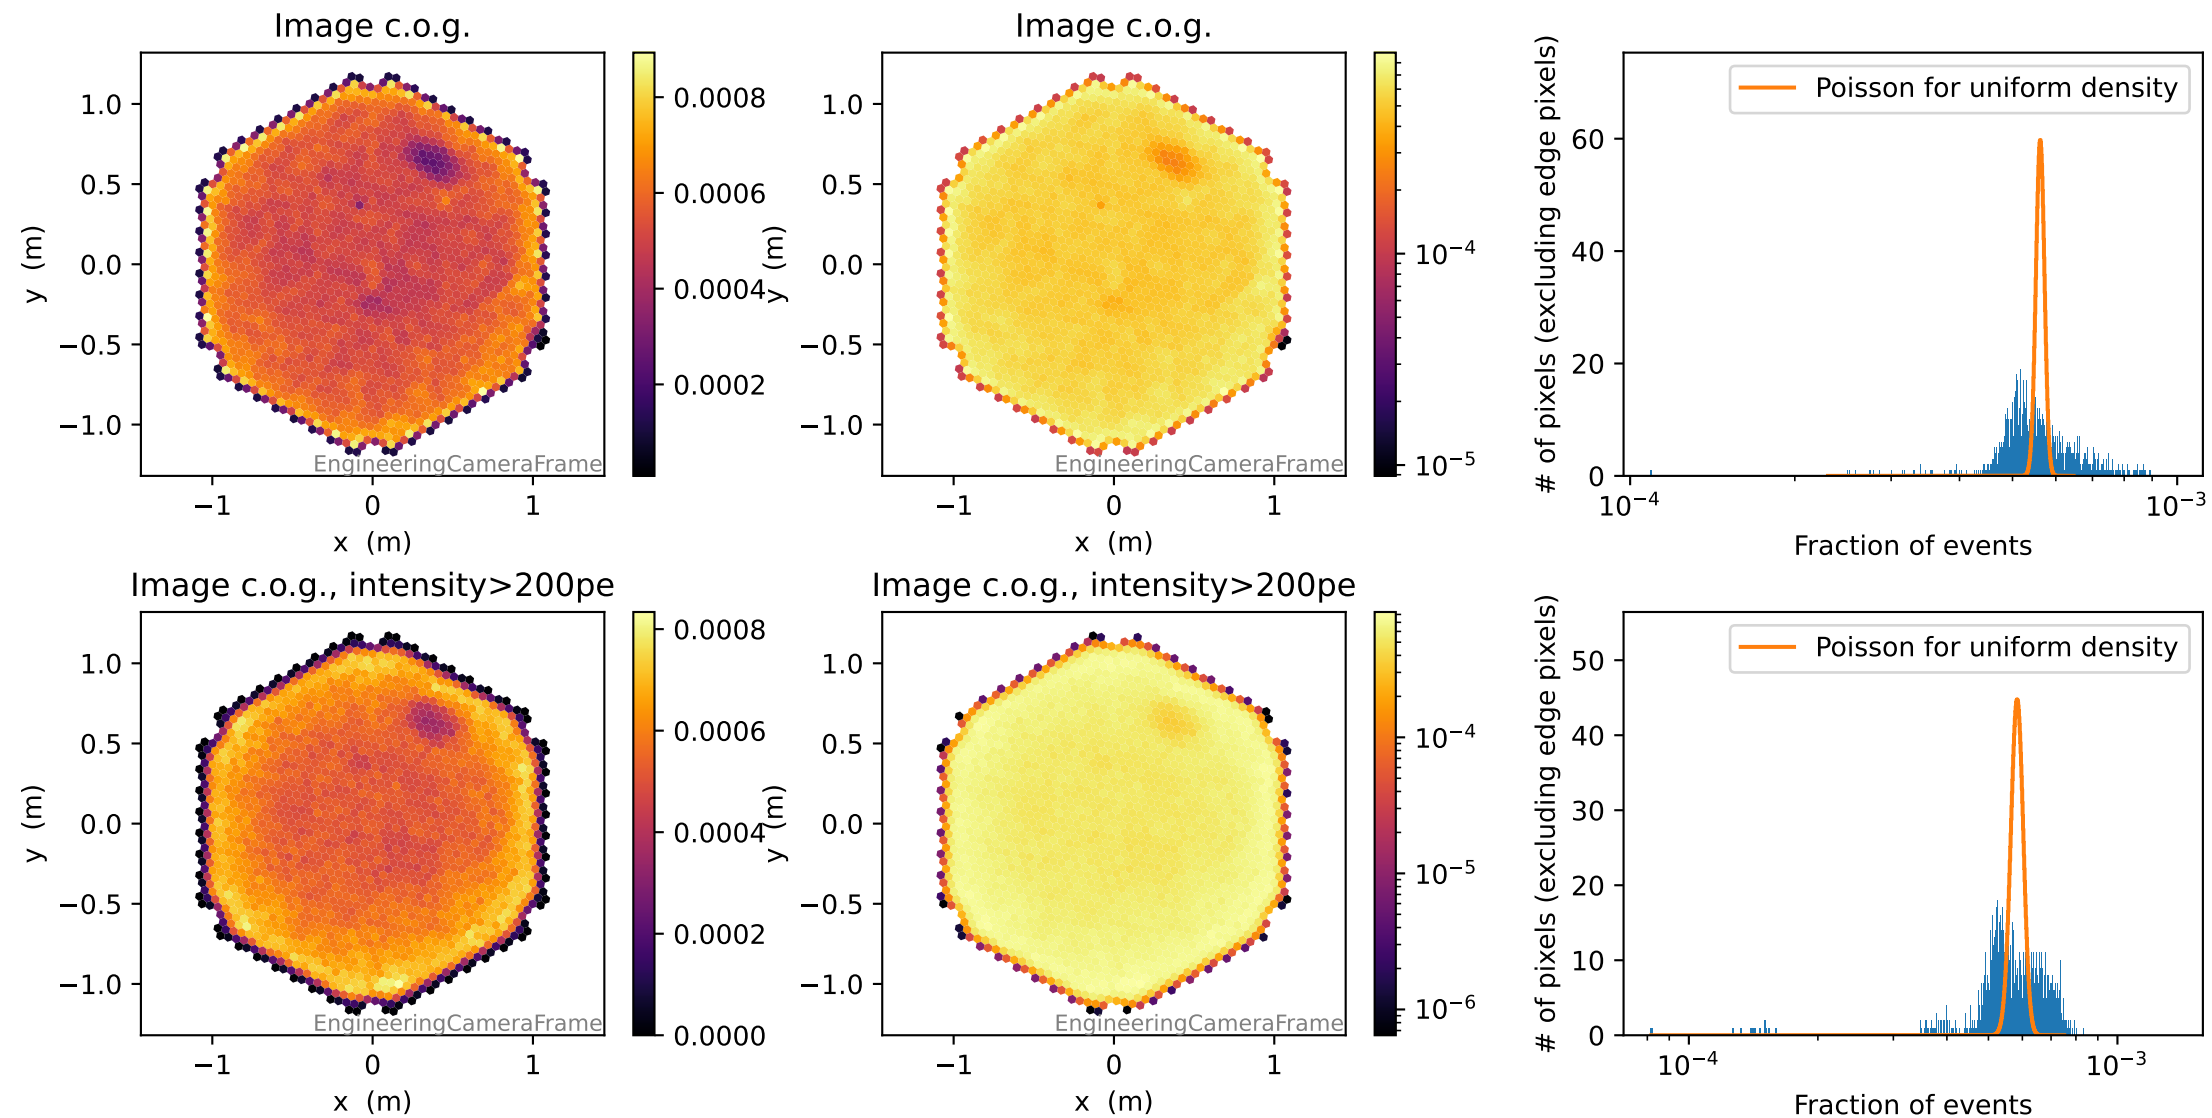 Image c.o.g.
1.0
0.5
0.0
−0.5
−1.0
y (m)
−1
0
1
x (m)
EngineeringCameraFrame
0.0008
0.0006
0.0004
0.0002
Image c.o.g.
1.0
0.5
0.0
−0.5
−1.0
y (m)
−1
0
1
x (m)
EngineeringCameraFrame
10⁻⁴
10⁻⁵
# of pixels (excluding edge pixels)
60
40
20
0
Poisson for uniform density
10⁻⁴
10⁻³
Fraction of events
Image c.o.g., intensity>200pe
1.0
0.5
0.0
−0.5
−1.0
y (m)
−1
0
1
x (m)
EngineeringCameraFrame
0.0008
0.0006
0.0004
0.0002
0.0000
Image c.o.g., intensity>200pe
1.0
0.5
0.0
−0.5
−1.0
y (m)
−1
0
1
x (m)
EngineeringCameraFrame
10⁻⁴
10⁻⁵
10⁻⁶
# of pixels (excluding edge pixels)
50
40
30
20
10
0
Poisson for uniform density
10⁻⁴
10⁻³
Fraction of events